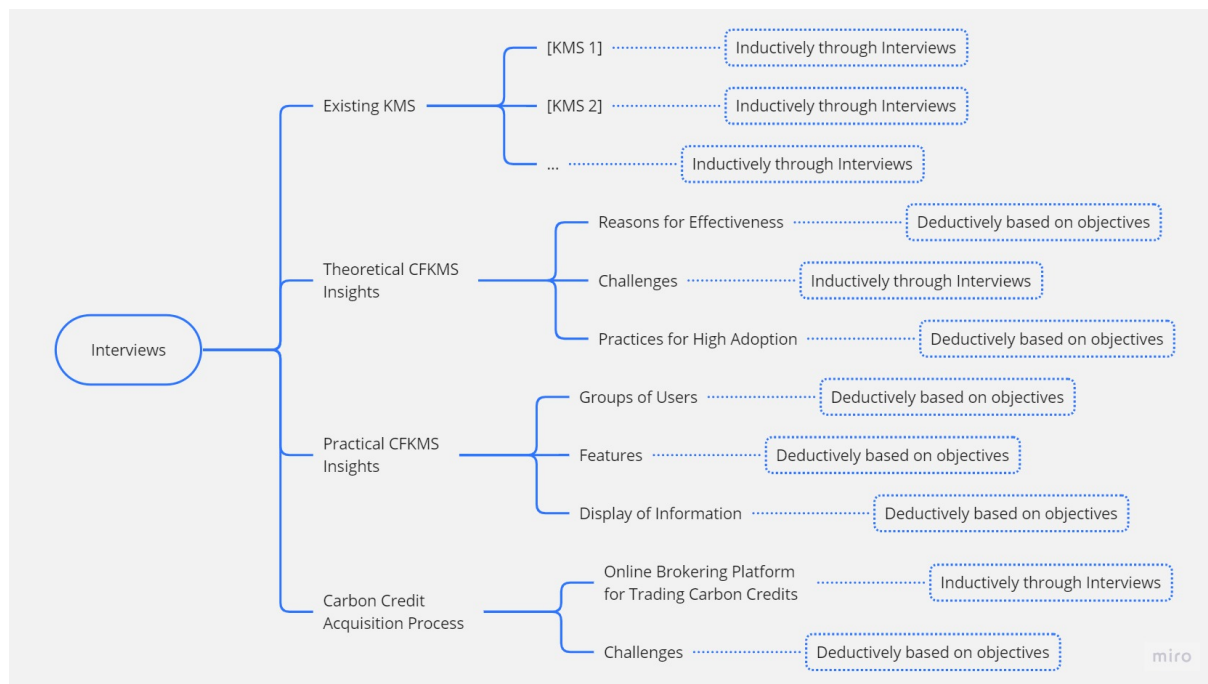 [KMS 1]
Inductively through Interviews
Existing KMS
[KMS 2]
Inductively through Interviews
...
Inductively through Interviews
Reasons for Effectiveness
Deductively based on objectives
Theoretical CFKMS
Insights
Challenges
Inductively through Interviews
Practices for High Adoption
Deductively based on objectives
Interviews
Groups of Users
Deductively based on objectives
Practical CFKMS
Insights
Features
Deductively based on objectives
Display of Information
Deductively based on objectives
Carbon Credit
Acquisition Process
Online Brokering Platform
for Trading Carbon Credits
Inductively through Interviews
Challenges
Deductively based on objectives
miro